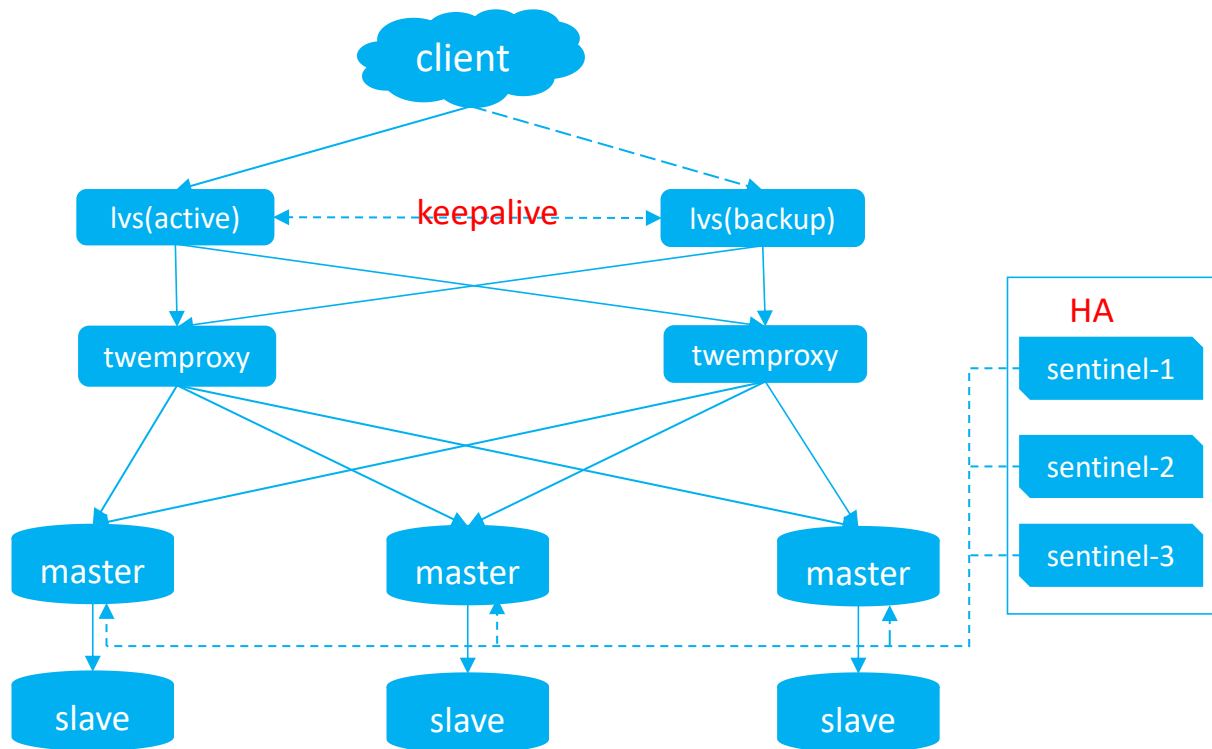 client
lvs(active)
keepalive
lvs(backup)
twemproxy
twemproxy
HA
sentinel-1
sentinel-2
sentinel-3
master
master
master
slave
slave
slave